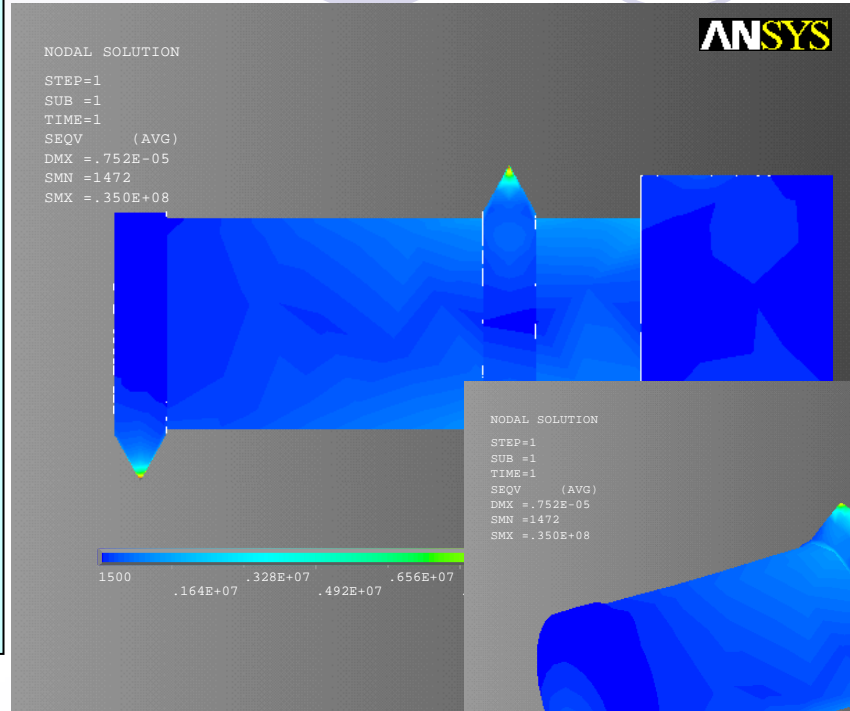 ANSYS
NODAL SOLUTION
STEP=1
SUB =1
TIME=1
SEQV     (AVG)
DMX =.752E-05
SMN =1472
SMX =.350E+08
1500
.164E+07
.328E+07
.492E+07
.656E+07
NODAL SOLUTION
STEP=1
SUB =1
TIME=1
SEQV     (AVG)
DMX =.752E-05
SMN =1472
SMX =.350E+08